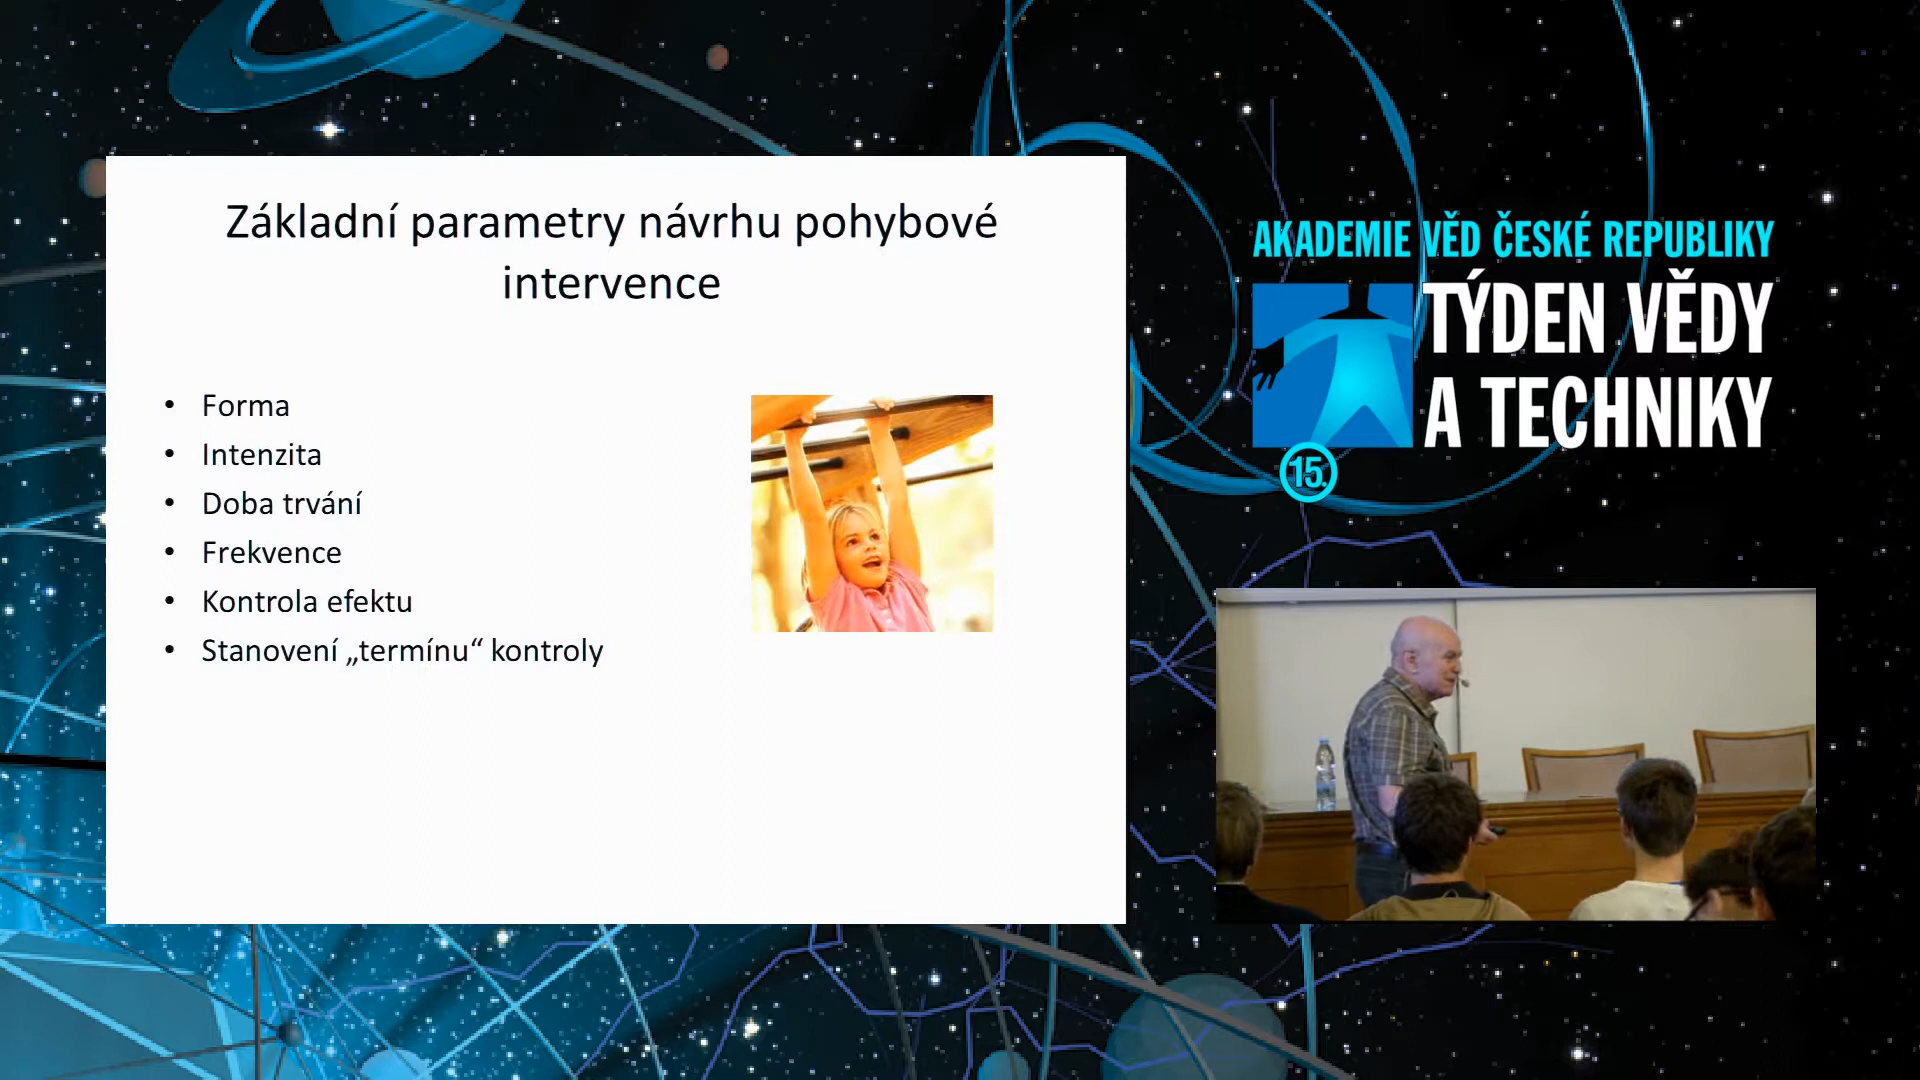 Základní parametry návrhu pohybové
intervence
• Forma
• Intenzita
• Doba trvání
• Frekvence
• Kontrola efektu
• Stanovení „termínu“ kontroly
AKADEMIE VĚD ČESKÉ REPUBLIKY
TÝDEN VĚDY
A TECHNIKY
15.